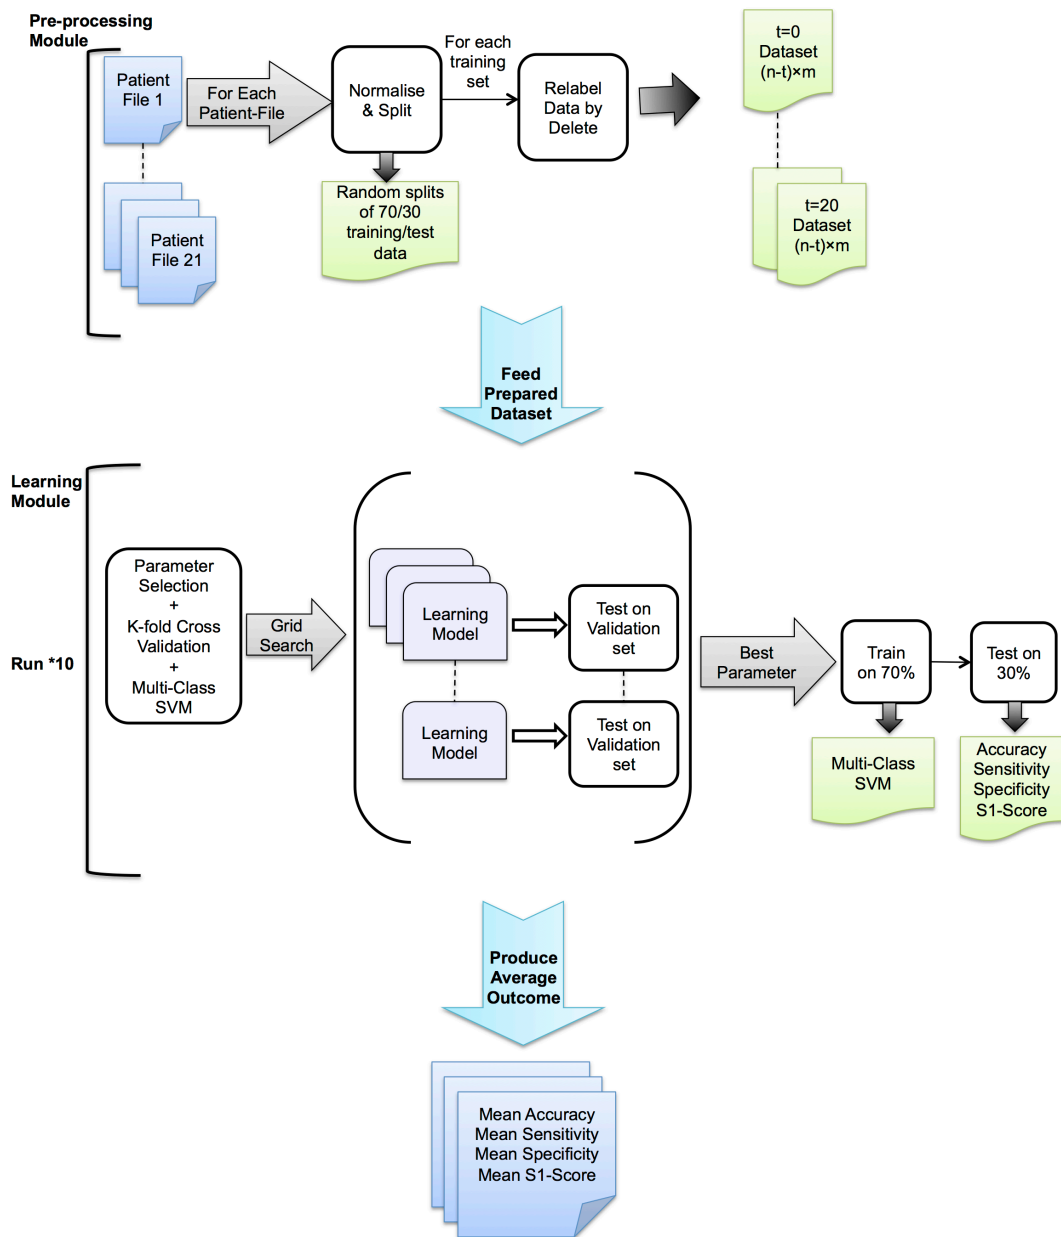 Pre-processing
Module
Patient
File 1
For Each
Patient-File
Normalise
& Split
For each
training
set
Relabel
Data by
Delete
t=0
Dataset
(n-t)×m
Random splits
of 70/30
training/test
data
Patient
File 21
t=20
Dataset
(n-t)×m
Feed
Prepared
Dataset
Learning
Module
Run *10
Parameter
Selection
+
K-fold Cross
Validation
+
Multi-Class
SVM
Grid
Search
Learning
Model
Test on
Validation
set
Learning
Model
Test on
Validation
set
Best
Parameter
Train
on 70%
Test on
30%
Multi-Class
SVM
Accuracy
Sensitivity
Specificity
S1-Score
Produce
Average
Outcome
Mean Accuracy
Mean Sensitivity
Mean Specificity
Mean S1-Score